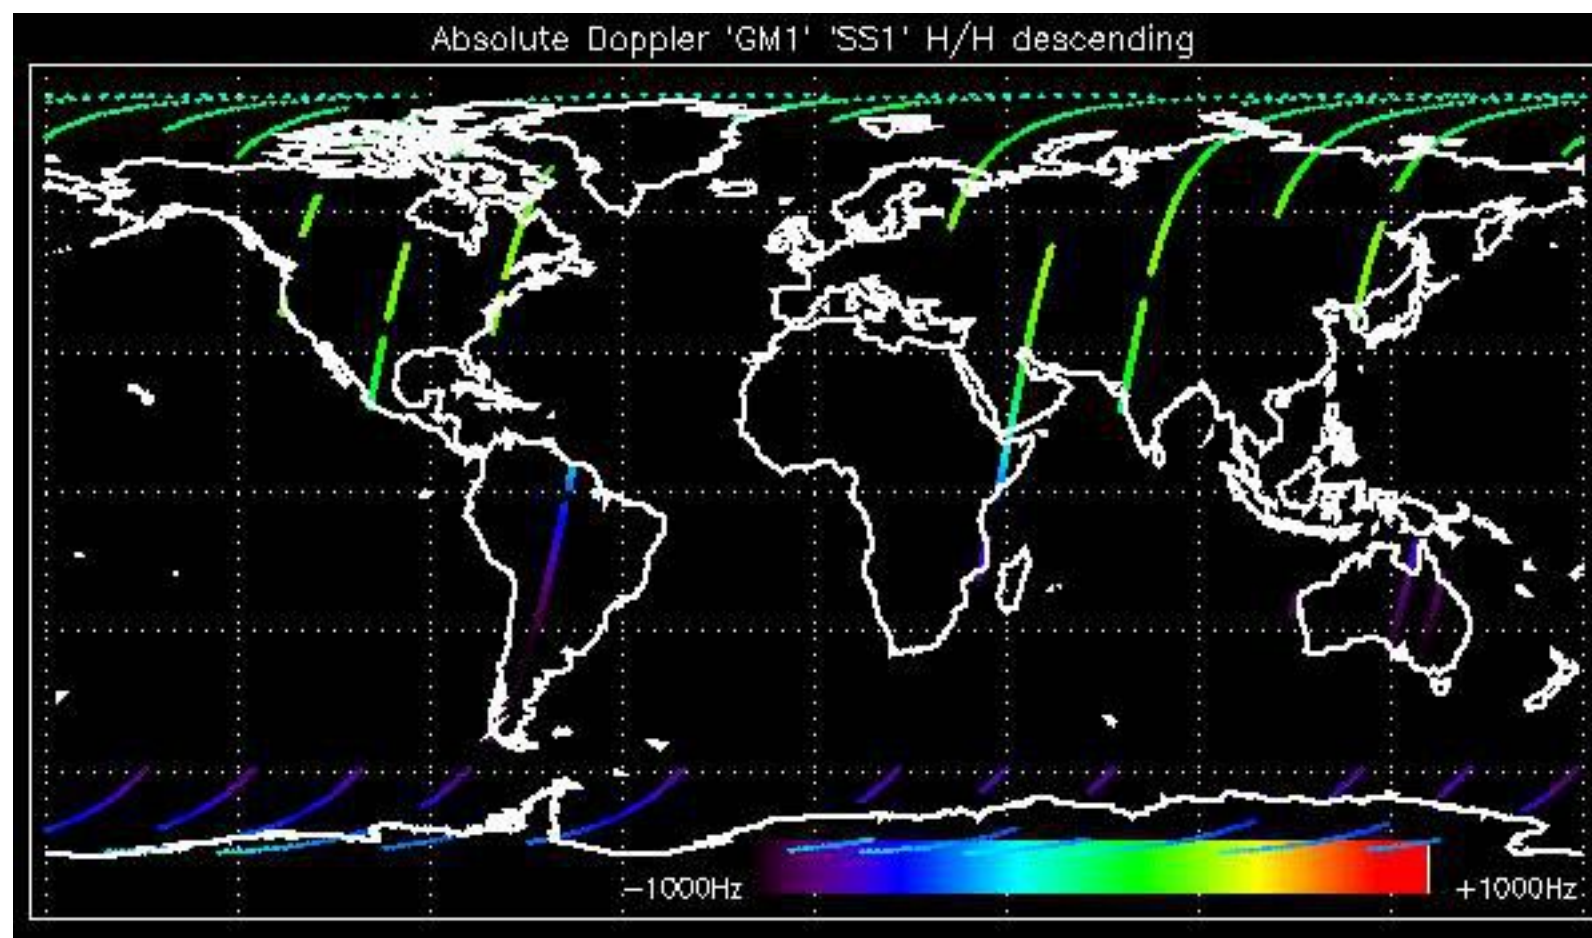 Absolute Doppler 'GM1' 'SS1' H/H descending
−1000Hz
+1000Hz